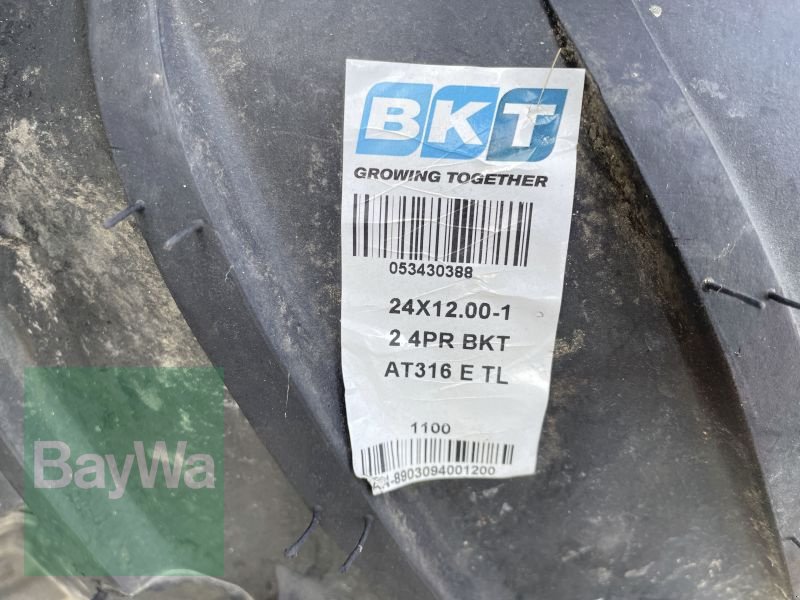 BKT
GROWING TOGETHER
053430388
24X12.00-1
2 4PR BKT
AT316 E TL
1100
8903094001200
BayWa